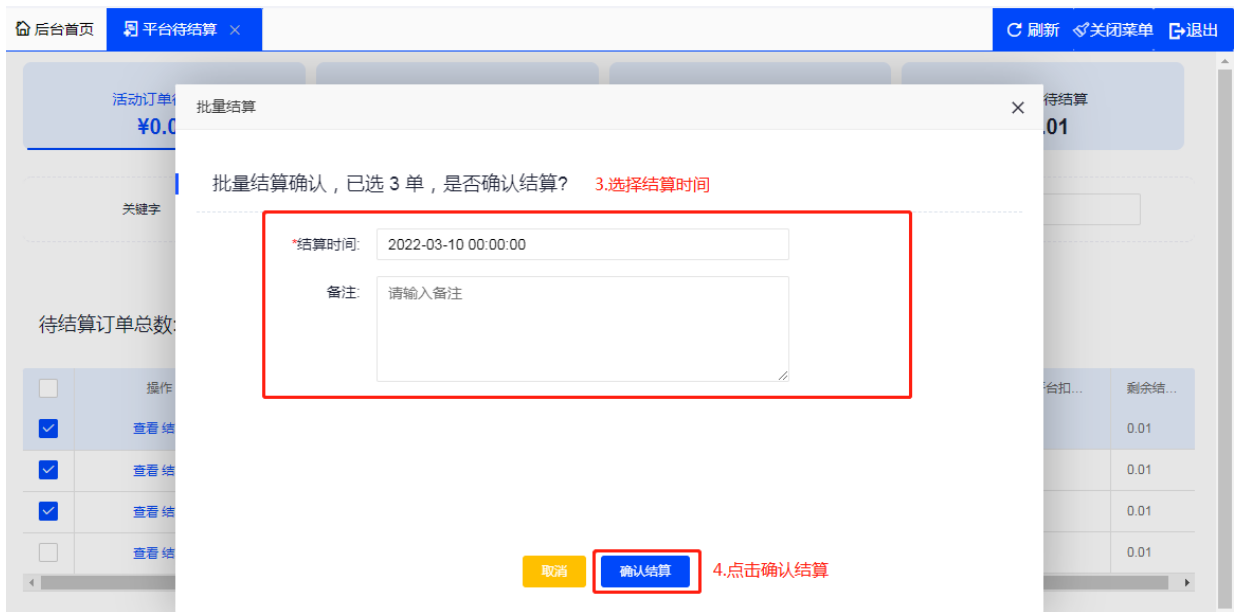 后台首页 平台待结算 × 刷新 关闭菜单 退出
活动订单 待结算
¥0.0 .01
批量结算 ×
批量结算确认，已选 3 单，是否确认结算? 3.选择结算时间
关键字
*结算时间: 2022-03-10 00:00:00
备注: 请输入备注
待结算订单总数:
操作 台扣... 剩余结...
查看 结 0.01
查看 结 0.01
查看 结 0.01
查看 结 0.01
取消 确认结算 4.点击确认结算